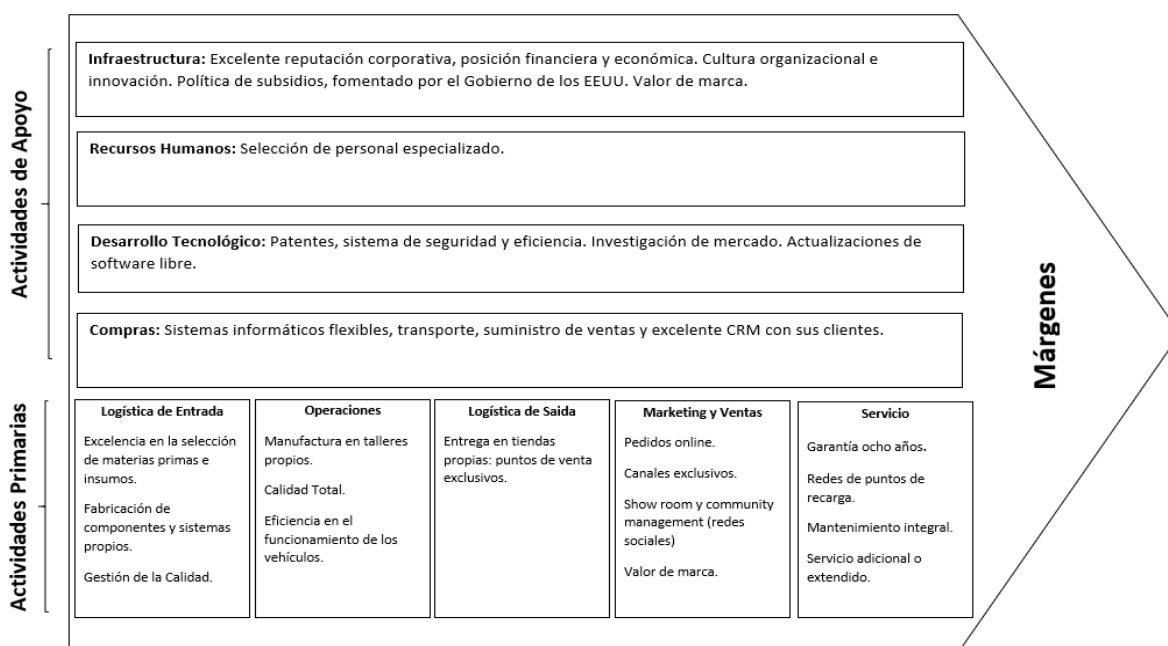 Actividades de Apoyo
Infraestructura: Excelente reputación corporativa, posición financiera y económica. Cultura organizacional e
innovación. Política de subsidios, fomentado por el Gobierno de los EEUU. Valor de marca.
Recursos Humanos: Selección de personal especializado.
Desarrollo Tecnológico: Patentes, sistema de seguridad y eficiencia. Investigación de mercado. Actualizaciones de
software libre.
Compras: Sistemas informáticos flexibles, transporte, suministro de ventas y excelente CRM con sus clientes.
Márgenes
Actividades Primarias
Logística de Entrada
Excelencia en la selección
de materias primas e
insumos.
Fabricación de
componentes y sistemas
propios.
Gestión de la Calidad.
Operaciones
Manufactura en talleres
propios.
Calidad Total.
Eficiencia en el
funcionamiento de los
vehículos.
Logística de Saida
Entrega en tiendas
propias: puntos de venta
exclusivos.
Marketing y Ventas
Pedidos online.
Canales exclusivos.
Show room y community
management (redes
sociales)
Valor de marca.
Servicio
Garantía ocho años.
Redes de puntos de
recarga.
Mantenimiento integral.
Servicio adicional o
extendido.